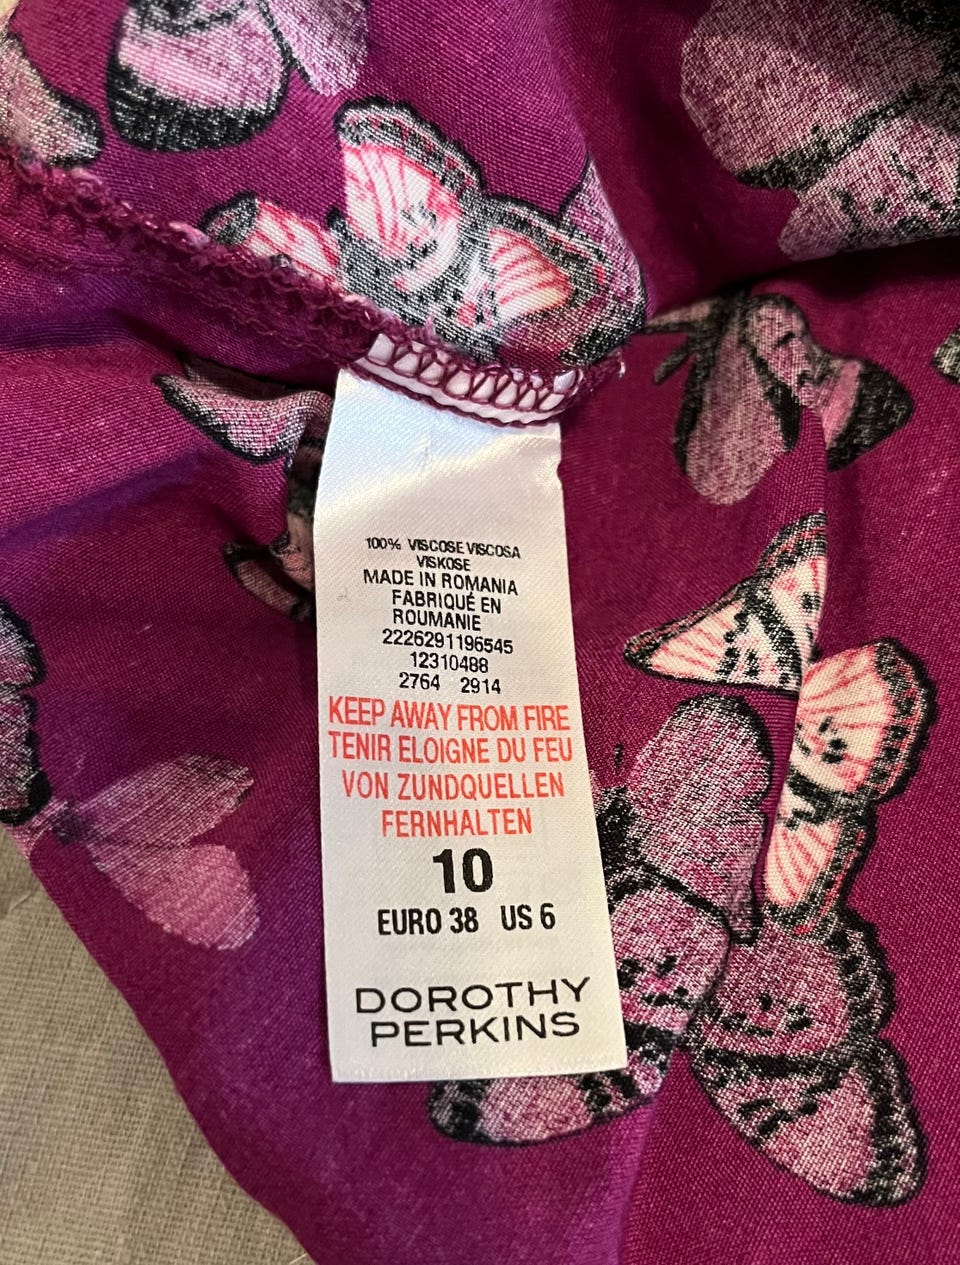 100% VISCOSE VISCOSA
VISKOSE
MADE IN ROMANIA
FABRIQUÉ EN
ROUMANIE
2226291196545
12310488
2764 2914
KEEP AWAY FROM FIRE
TENIR ELOIGNE DU FEU
VON ZUNDQUELLEN
FERNHALTEN
10
EURO 38 US 6
DOROTHY
PERKINS